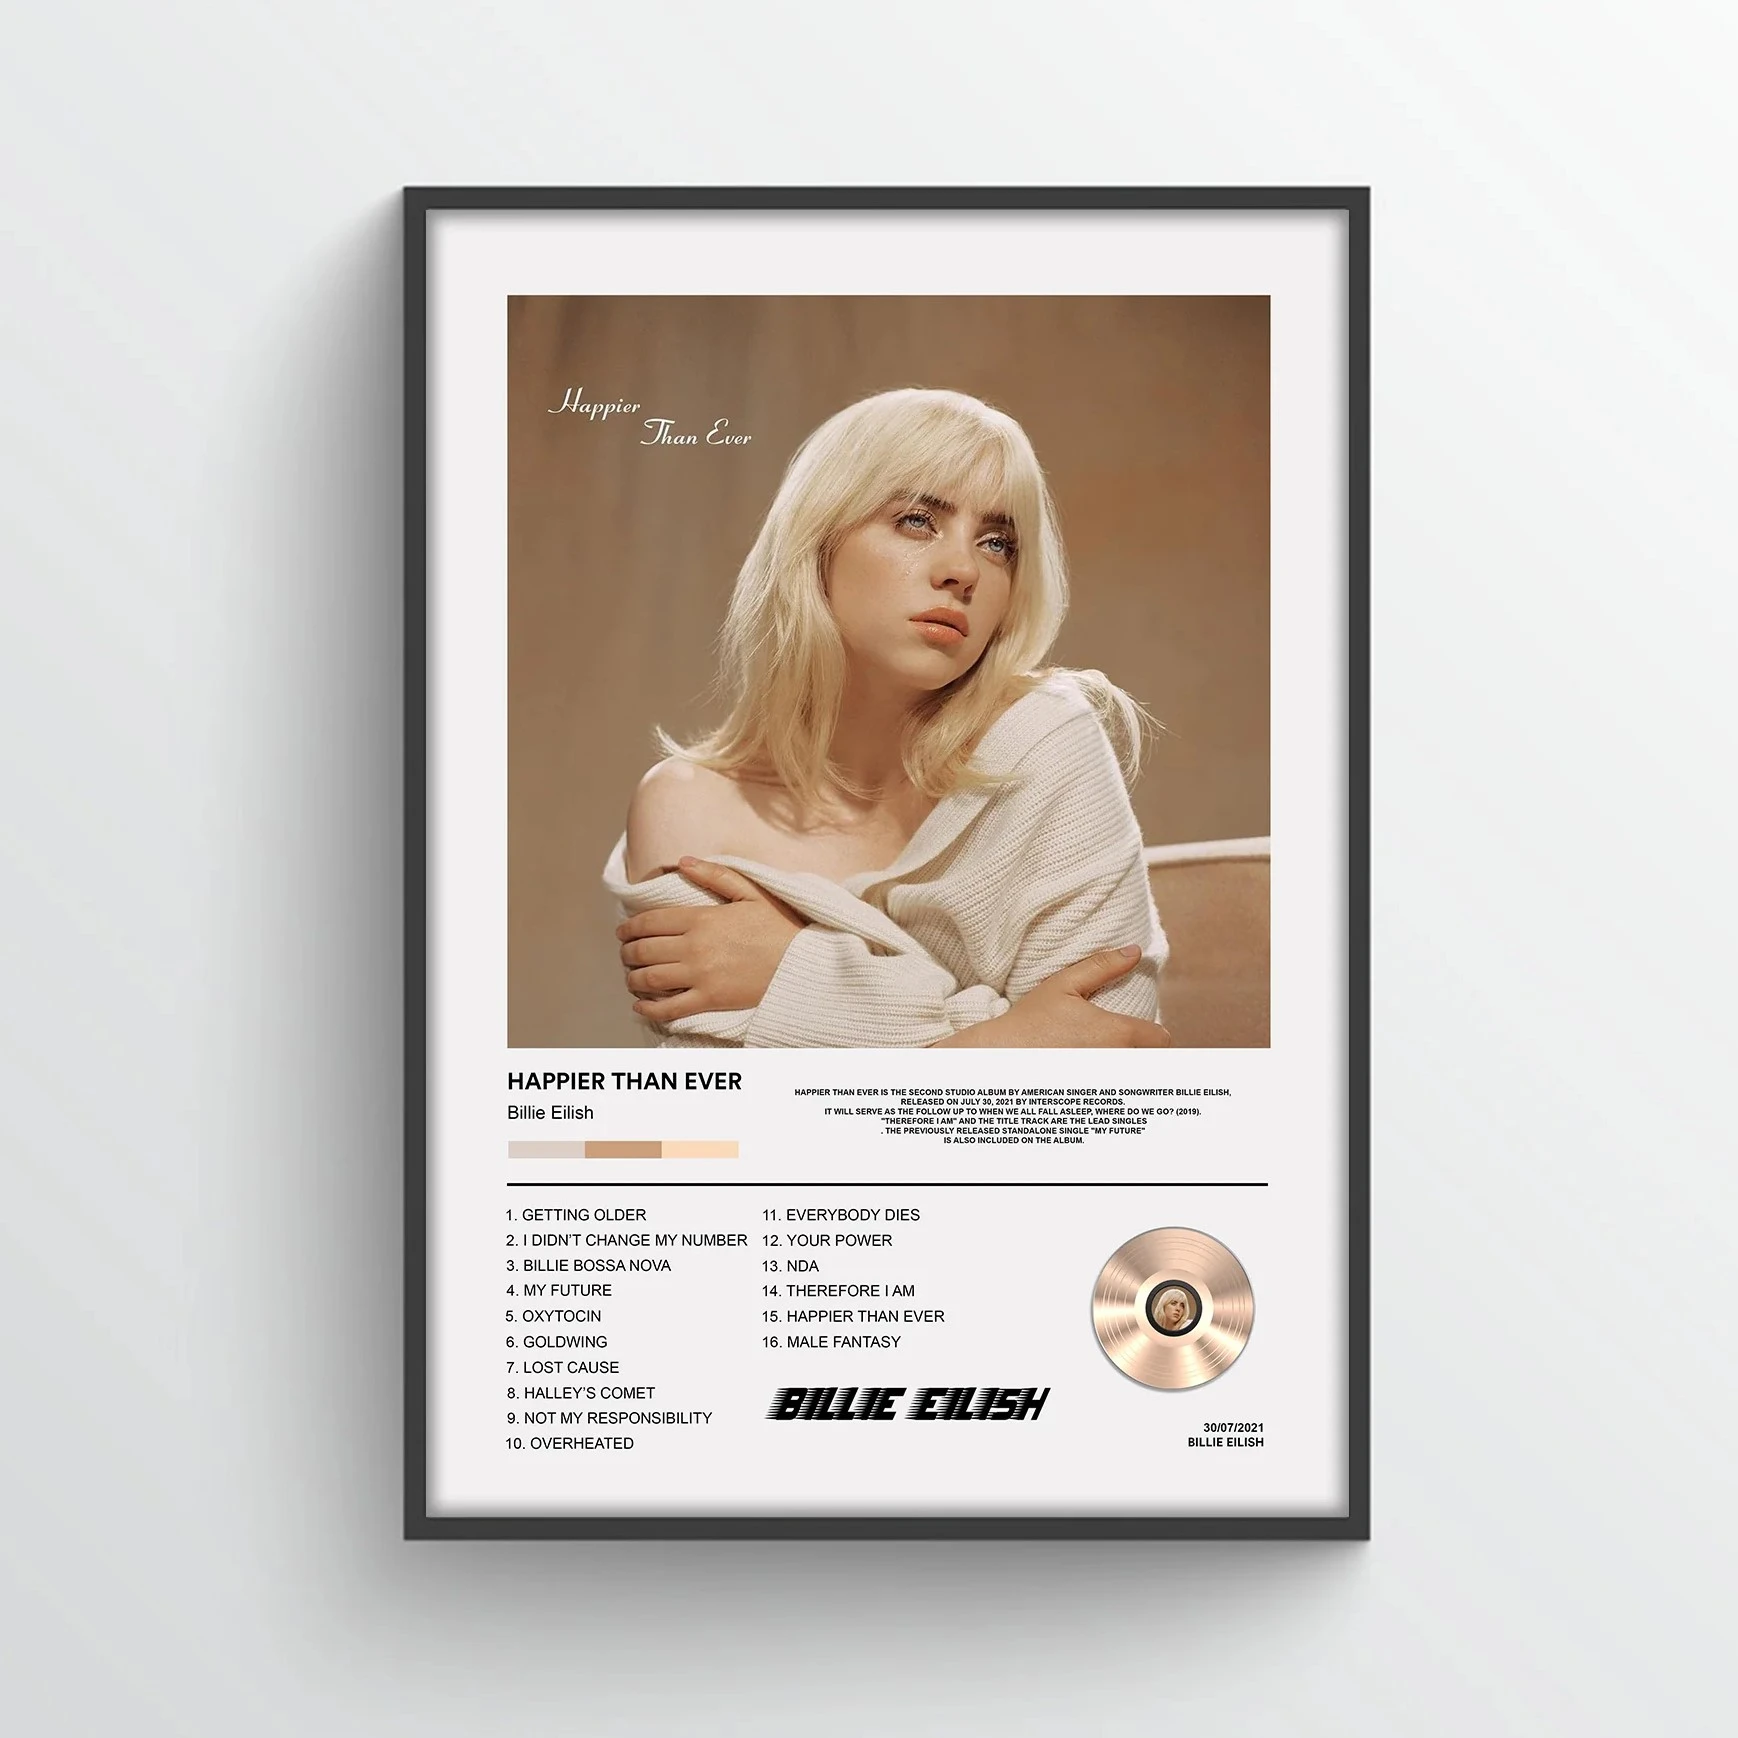 Happier
Than Ever
HAPPIER THAN EVER
Billie Eilish
HAPPIER THAN EVER IS THE SECOND STUDIO ALBUM BY AMERICAN SINGER AND SONGWRITER BILLIE EILISH,
RELEASED ON JULY 30, 2021 BY INTERSCOPE RECORDS.
IT WILL SERVE AS THE FOLLOW UP TO WHEN WE ALL FALL ASLEEP, WHERE DO WE GO? (2019).
"THEREFORE I AM" AND THE TITLE TRACK ARE THE LEAD SINGLES
. THE PREVIOUSLY RELEASED STANDALONE SINGLE "MY FUTURE"
IS ALSO INCLUDED ON THE ALBUM.
1. GETTING OLDER
2. I DIDN'T CHANGE MY NUMBER
3. BILLIE BOSSA NOVA
4. MY FUTURE
5. OXYTOCIN
6. GOLDWING
7. LOST CAUSE
8. HALLEY'S COMET
9. NOT MY RESPONSIBILITY
10. OVERHEATED
11. EVERYBODY DIES
12. YOUR POWER
13. NDA
14. THEREFORE I AM
15. HAPPIER THAN EVER
16. MALE FANTASY
BILLIE EILISH
30/07/2021
BILLIE EILISH